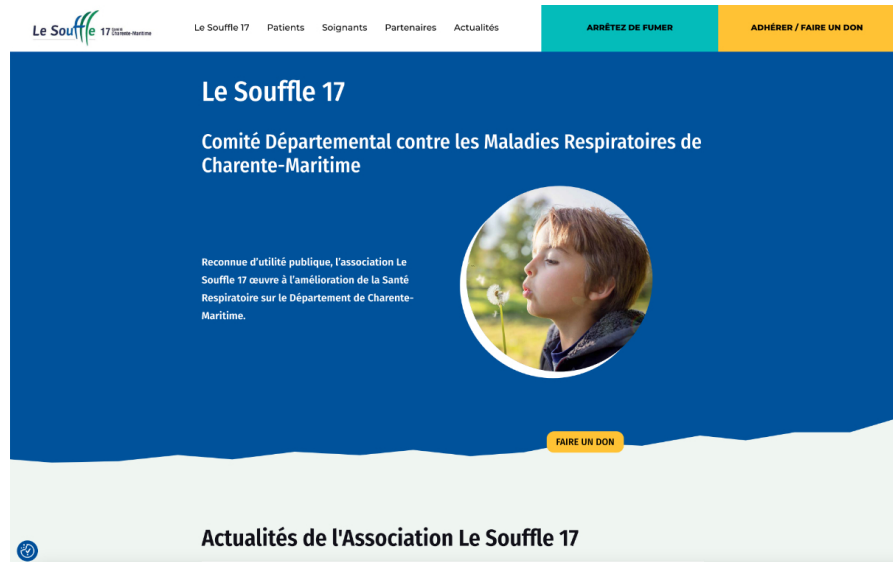 Le Souffle 17
Le Souffle 17 Patients Soignants Partenaires Actualités
ARRÊTEZ DE FUMER
ADHÉRER / FAIRE UN DON
Le Souffle 17
Comité Départemental contre les Maladies Respiratoires de
Charente-Maritime
Reconnue d'utilité publique, l'association Le
Souffle 17 œuvre à l'amélioration de la Santé
Respiratoire sur le Département de Charente-
Maritime.
FAIRE UN DON
Actualités de l'Association Le Souffle 17